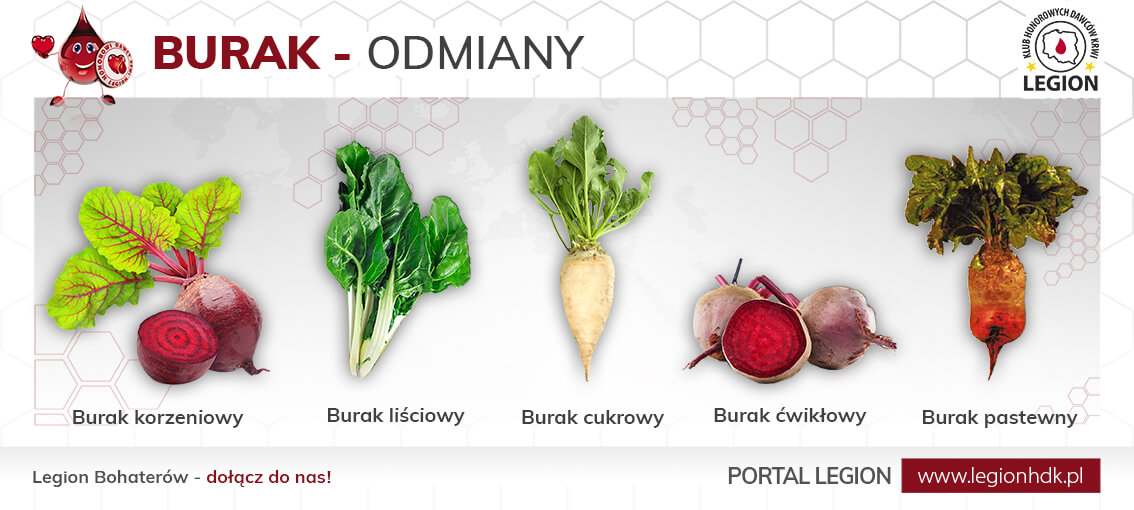 BURAK - ODMIANY
KLUB HONOROWYCH DAWCÓW KRWI
LEGION
Burak korzeniowy
Burak liściowy
Burak cukrowy
Burak ćwikłowy
Burak pastewny
Legion Bohaterów - dołącz do nas!
PORTAL LEGION
www.legionhdk.pl